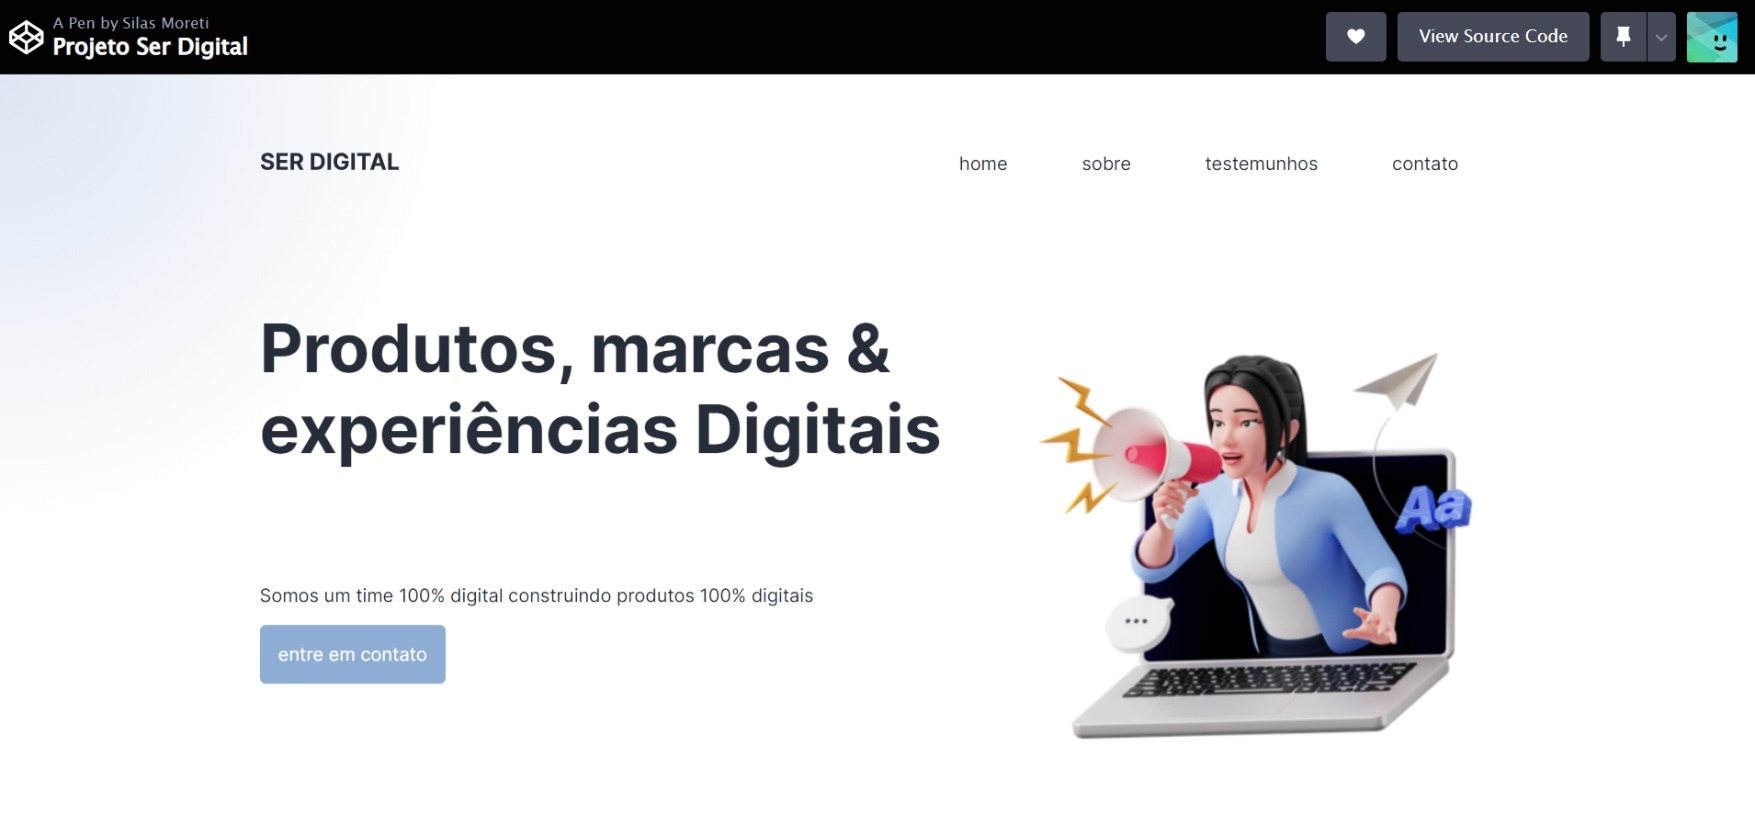 A Pen by Silas Moreti
Projeto Ser Digital
View Source Code
SER DIGITAL
home
sobre
testemunhos
contato
Produtos, marcas &
experiências Digitais
Aa
Somos um time 100% digital construindo produtos 100% digitais
entre em contato